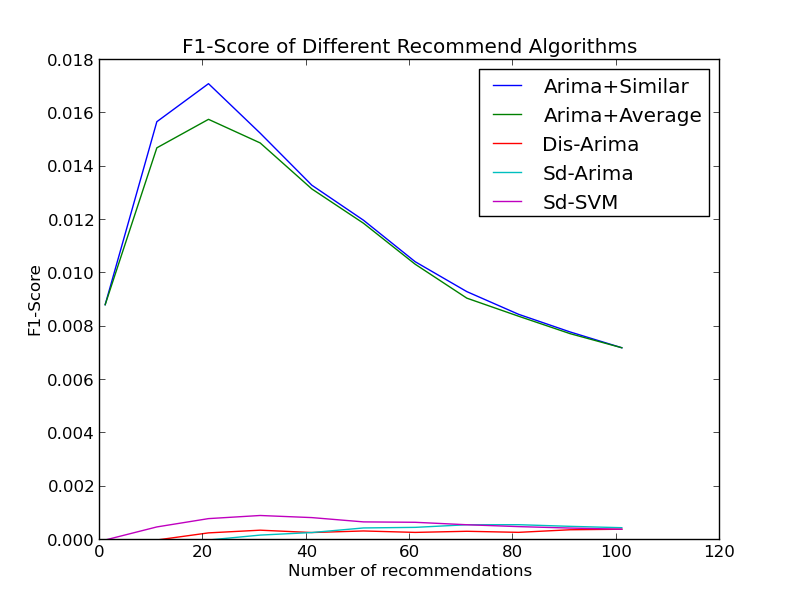 F1-Score of Different Recommend Algorithms
0.018
0.016
0.014
0.012
0.010
0.008
0.006
0.004
0.002
0.000
F1-Score
Arima+Similar
Arima+Average
Dis-Arima
Sd-Arima
Sd-SVM
0 20 40 60 80 100 120
Number of recommendations